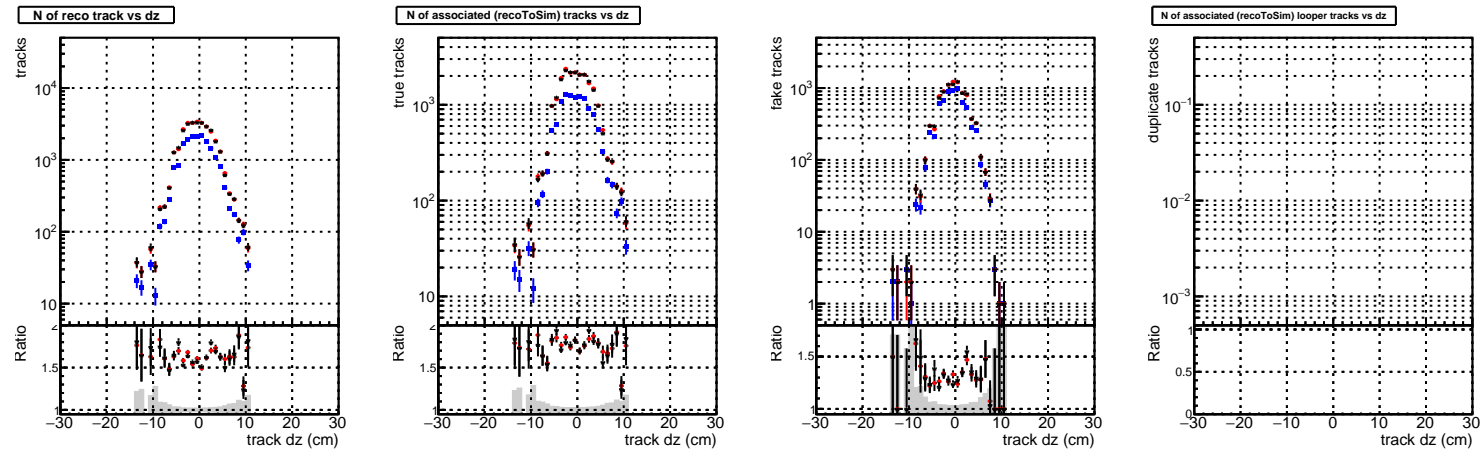 N of reco track vs dz
tracks
10^4
10^3
10^2
10
Ratio
2
1.5
1
−30 −20 −10 0 10 20 30
track dz (cm)
N of associated (recoToSim) tracks vs dz
true tracks
10^3
10^2
10
Ratio
2
1.5
1
−30 −20 −10 0 10 20 30
track dz (cm)
fake tracks
10^3
10^2
10
1
Ratio
1.5
1
−30 −20 −10 0 10 20 30
track dz (cm)
N of associated (recoToSim) looper tracks vs dz
duplicate tracks
10^−1
10^−2
10^−3
Ratio
1
0.5
0
−30 −20 −10 0 10 20 30
track dz (cm)